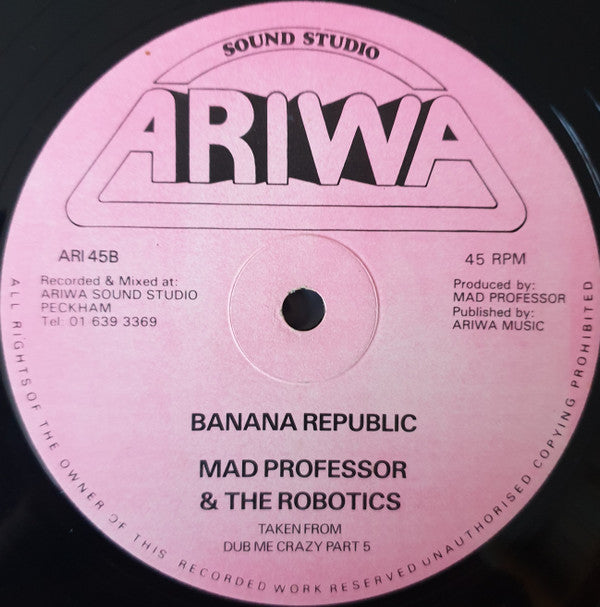 SOUND STUDIO
ARIWA
ARI 45B
45 RPM
Recorded & Mixed at:
ARIWA SOUND STUDIO
PECKHAM
Tel: 01 639 3369
Produced by:
MAD PROFESSOR
Published by:
ARIWA MUSIC
BANANA REPUBLIC
MAD PROFESSOR
& THE ROBOTICS
TAKEN FROM
DUB ME CRAZY PART 5
ALL RIGHTS OF THE OWNER OF THIS RECORDED WORK RESERVED UNAUTHORISED COPYING PROHIBITED